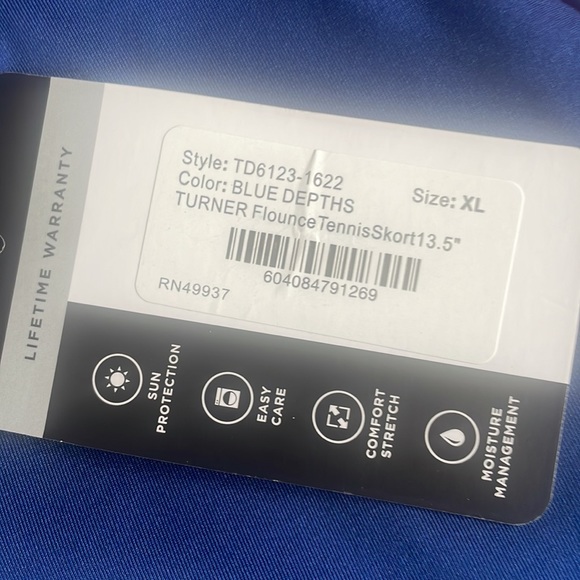 LIFETIME WARRANTY
Style: TD6123-1622
Color: BLUE DEPTHS
Size: XL
TURNER FlounceTennisSkort13.5"
604084791269
RN49937
SUN
PROTECTION
EASY
CARE
COMFORT
STRETCH
MOISTURE
MANAGEMENT